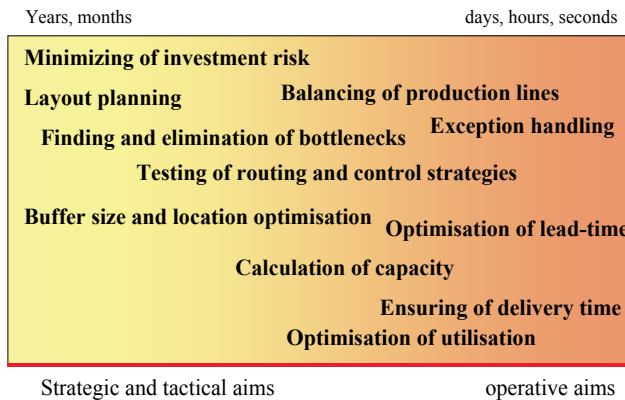 Years, months
days, hours, seconds
Minimizing of investment risk
Layout planning
Balancing of production lines
Exception handling
Finding and elimination of bottlenecks
Testing of routing and control strategies
Buffer size and location optimisation
Optimisation of lead-time
Calculation of capacity
Ensuring of delivery time
Optimisation of utilisation
Strategic and tactical aims
operative aims